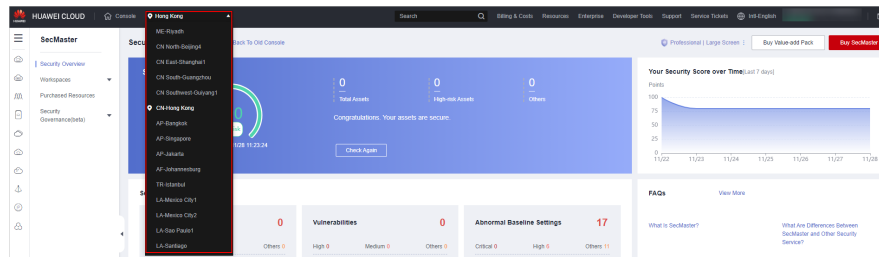 HUAWEI CLOUD
Console
Hong Kong
Search
Billing & Costs
Resources
Enterprise
Developer Tools
Support
Service Tickets
Intl-English
SecMaster
Security Overview
Workspaces
Purchased Resources
Security
Governance(beta)
ME-Riyadh
CN North-Beijing4
CN East-Shanghai1
CN South-Guangzhou
CN Southwest-Guiyang1
CN-Hong Kong
AP-Bangkok
AP-Singapore
AP-Jakarta
AF-Johannesburg
TR-Istanbul
LA-Mexico City1
LA-Mexico City2
LA-Sao Paulo1
LA-Santiago
Back To Old Console
Professional | Large Screen |
Buy Value-add Pack
Buy SecMaster
0
Total Assets
0
High-risk Assets
0
Others
Congratulations. Your assets are secure.
Check Again
11:23:24
Your Security Score over Time(Last 7 days)
Points
100
75
50
25
0
11/22
11/23
11/24
11/25
11/26
11/27
11/28
0
Others 0
Vulnerabilities
0
High 0
Medium 0
Others 0
Abnormal Baseline Settings
17
Critical 0
High 6
Others 11
FAQs
View More
What Is SecMaster?
What Are Differences Between
SecMaster and Other Security
Service?